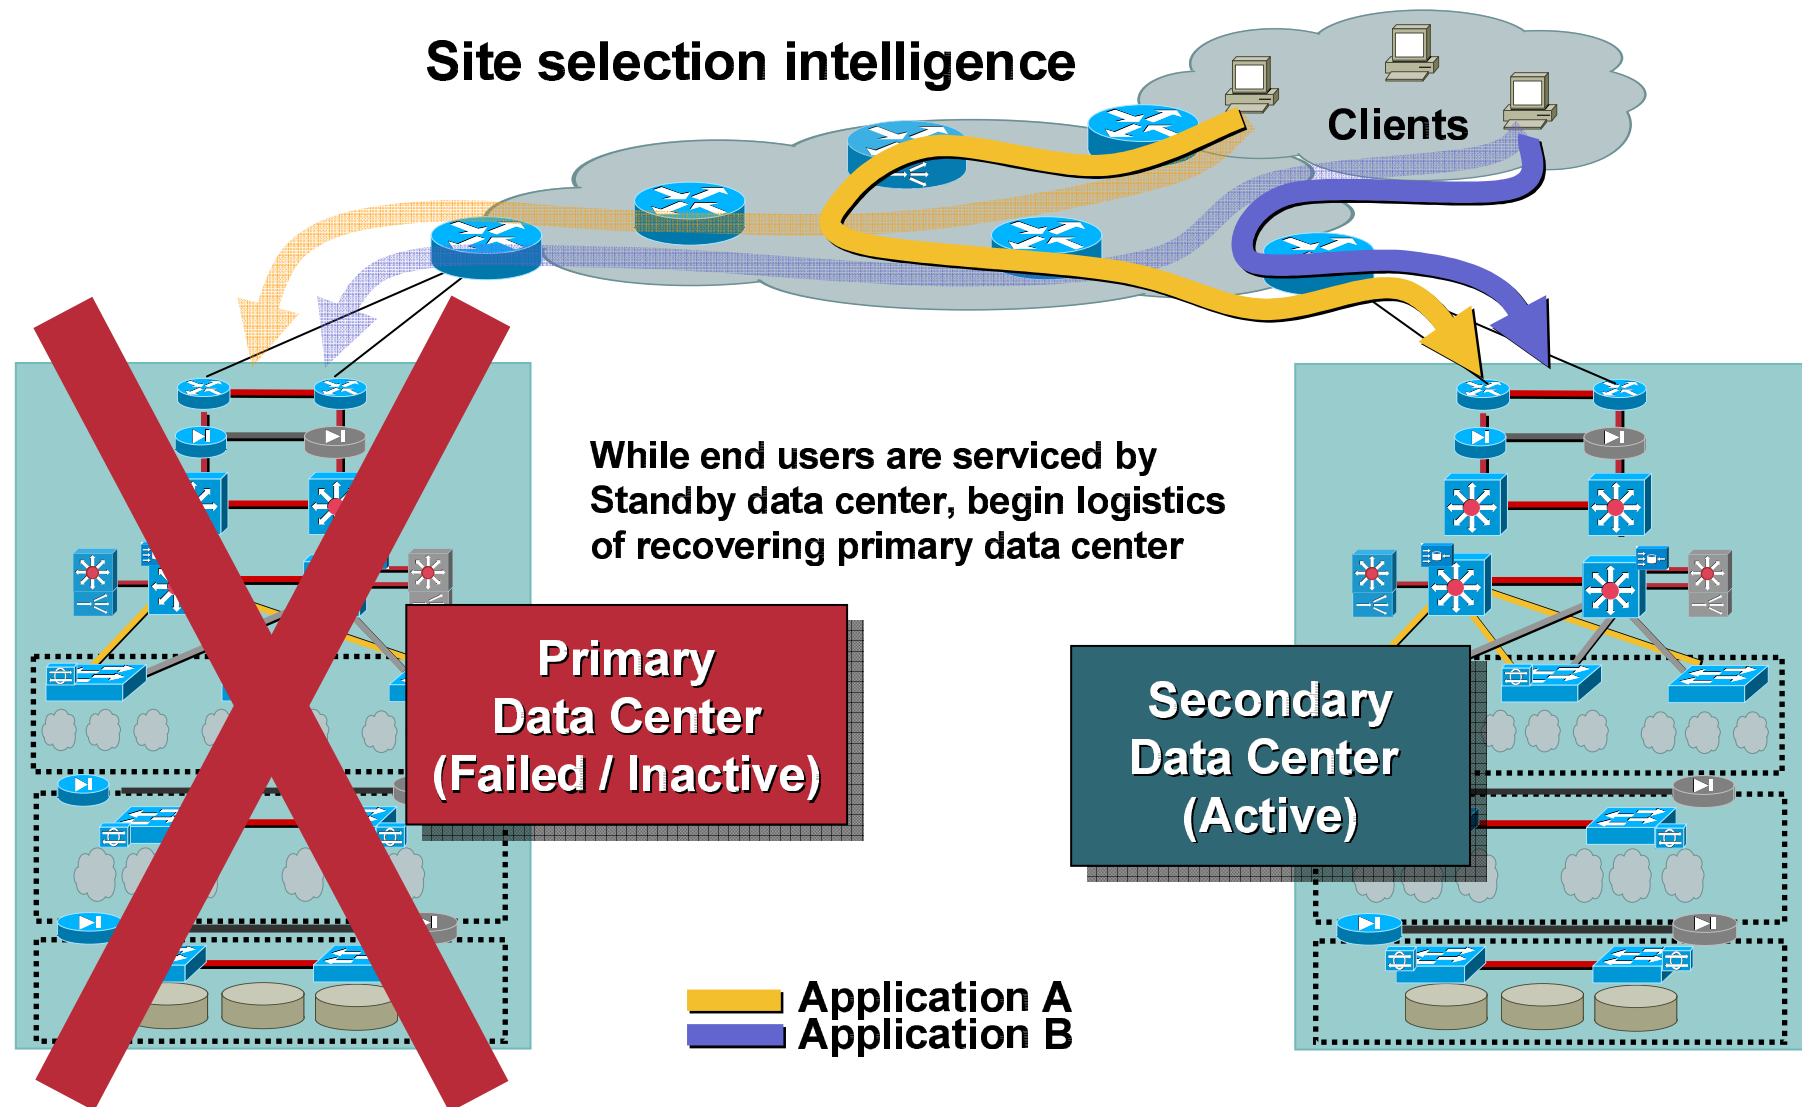 Site selection intelligence
Clients
While end users are serviced by
Standby data center, begin logistics
of recovering primary data center
Primary
Data Center
(Failed / Inactive)
Secondary
Data Center
(Active)
Application A
Application B